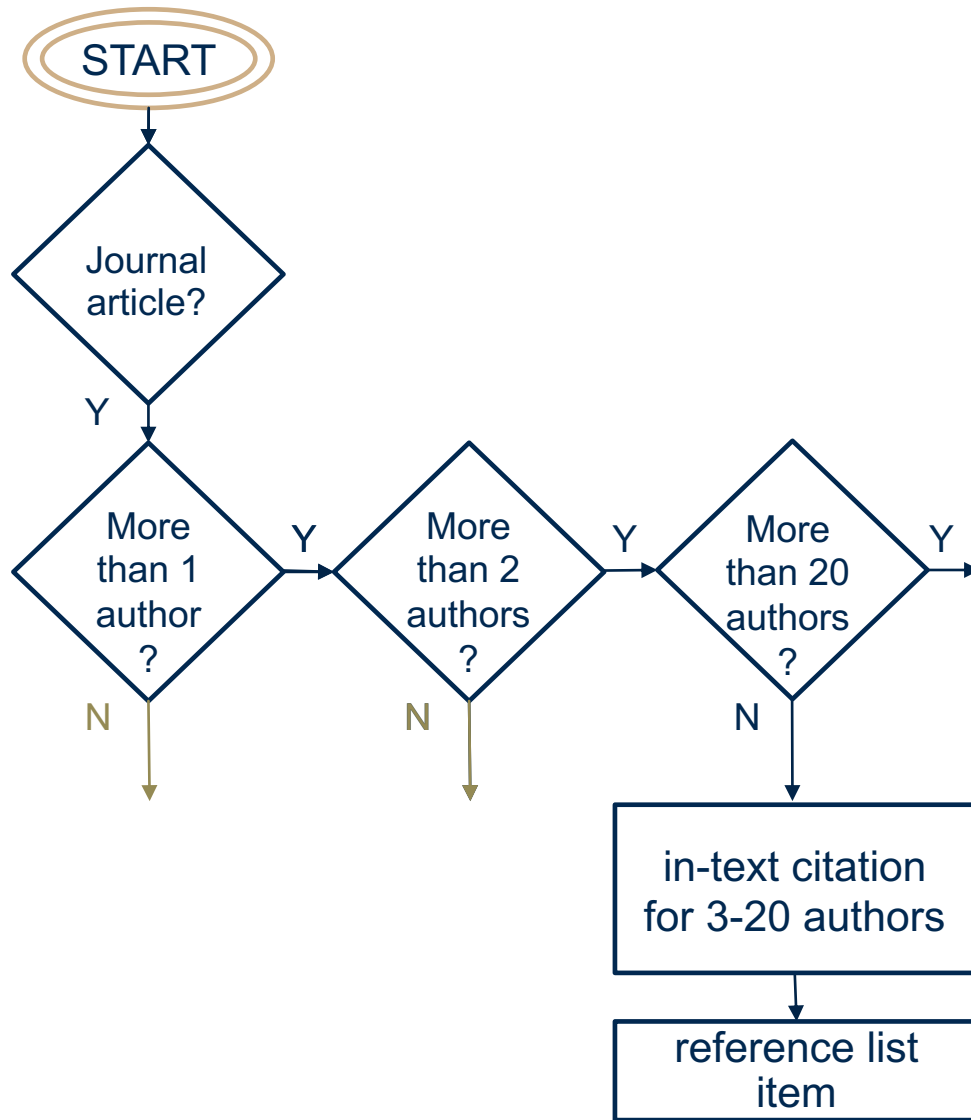 START
Journal
article?
Y
More
than 1
author
?
Y
More
than 2
authors
?
Y
More
than 20
authors
?
Y
N
N
N
in-text citation
for 3-20 authors
reference list
item